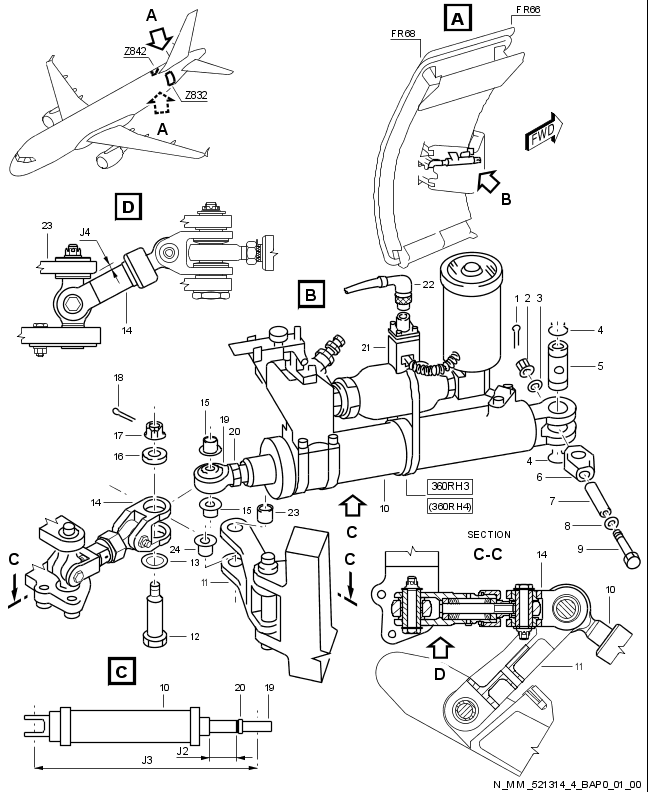 A
FR66
FR68
A
Z842
Z832
A
FWD
B
D
23
J4
14
B
22
21
1 2 3
4
5
4
6
7
8
9
18
17
16
15
19
20
14
15
23
24
13
11
12
10
360RH3
(360RH4)
C
C
C
SECTION
C-C
14
10
11
D
C
10
20
19
J2
J3
N_MM_521314_4_BAP0_01_00